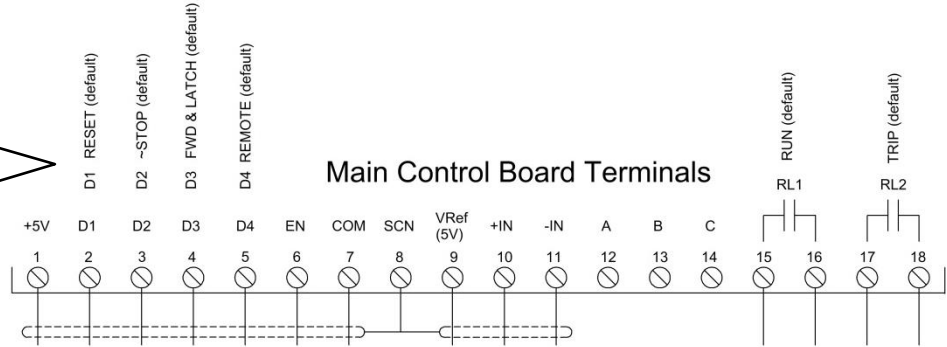 D1 RESET (default)
D2 ~STOP (default)
D3 FWD & LATCH (default)
D4 REMOTE (default)
Main Control Board Terminals
RUN (default)
TRIP (default)
RL1
RL2
+5V D1 D2 D3 D4 EN COM SCN VRef (5V) +IN -IN A B C
1 2 3 4 5 6 7 8 9 10 11 12 13 14 15 16 17 18